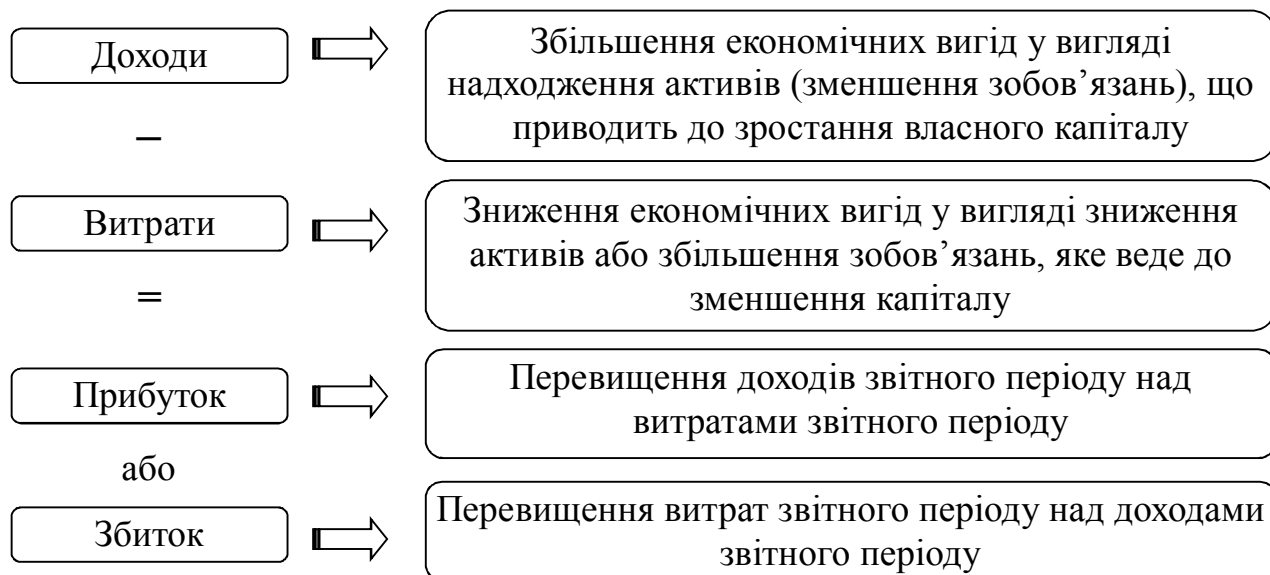 Доходи
Збільшення економічних вигід у вигляді
надходження активів (зменшення зобов’язань), що
приводить до зростання власного капіталу
–
Витрати
Зниження економічних вигід у вигляді зниження
активів або збільшення зобов’язань, яке веде до
зменшення капіталу
=
Прибуток
Перевищення доходів звітного періоду над
витратами звітного періоду
або
Збиток
Перевищення витрат звітного періоду над доходами
звітного періоду